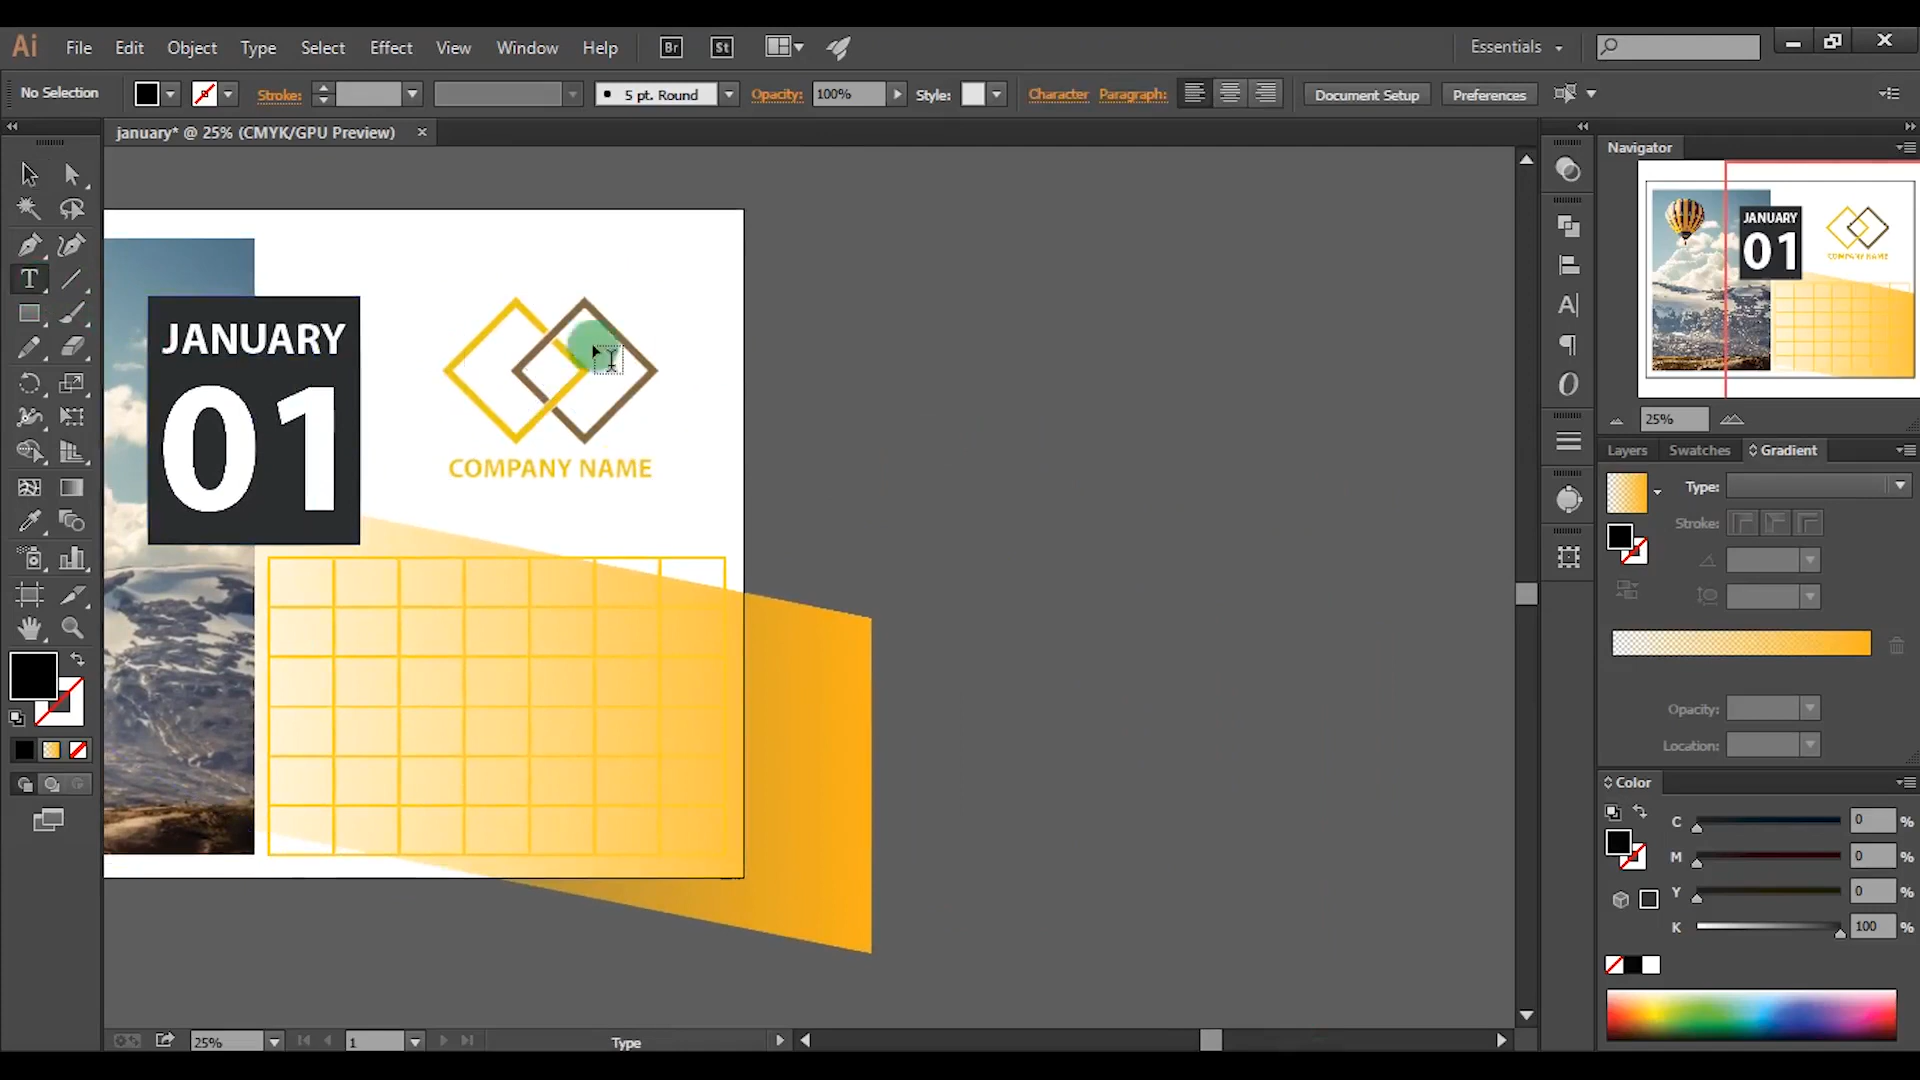 Ai File Edit Object Type Select Effect View Window Help Br St Essentials
No Selection Stroke: 5 pt. Round Opacity: 100% Style: Character Paragraph: Document Setup Preferences
january* @ 25% (CMYK/GPU Preview)
Navigator
JANUARY
01
COMPANY NAME
JANUARY
01
COMPANY NAME
25%
Layers Swatches Gradient
Type:
Stroke:
Opacity:
Location:
Color
C 0 %
M 0 %
Y 0 %
K 100 %
25% 1 Type